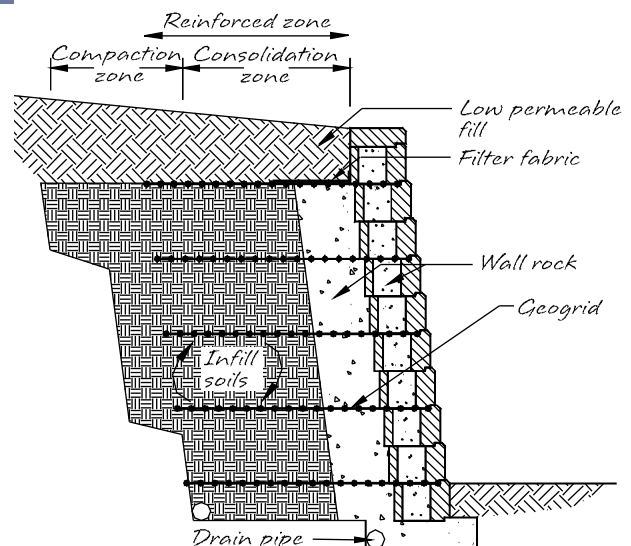 Reinforced zone
Compaction zone
Consolidation zone
Low permeable
fill
Filter fabric
Wall rock
Geogrid
Infill
soils
Drain pipe